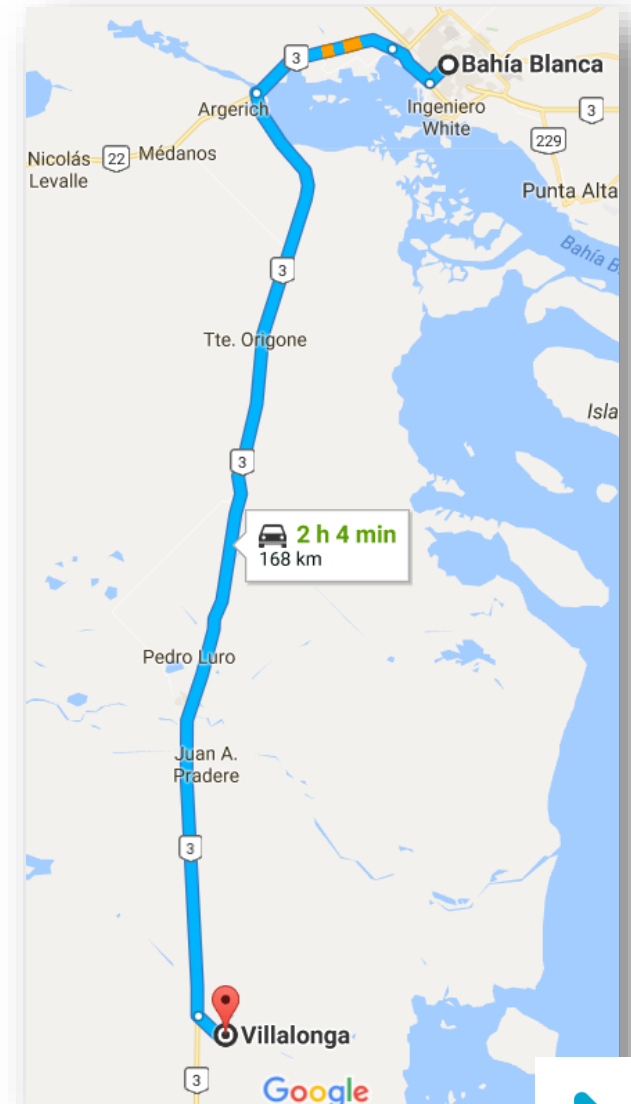 3
Bahía Blanca
Argerich
Ingeniero
White
3
229
Nicolás
Levalle
22
Médanos
Punta Alta
Bahía B
3
Tte. Origone
Isla
3
2 h 4 min
168 km
Pedro Luro
Juan A.
Pradere
3
Villalonga
3
Google